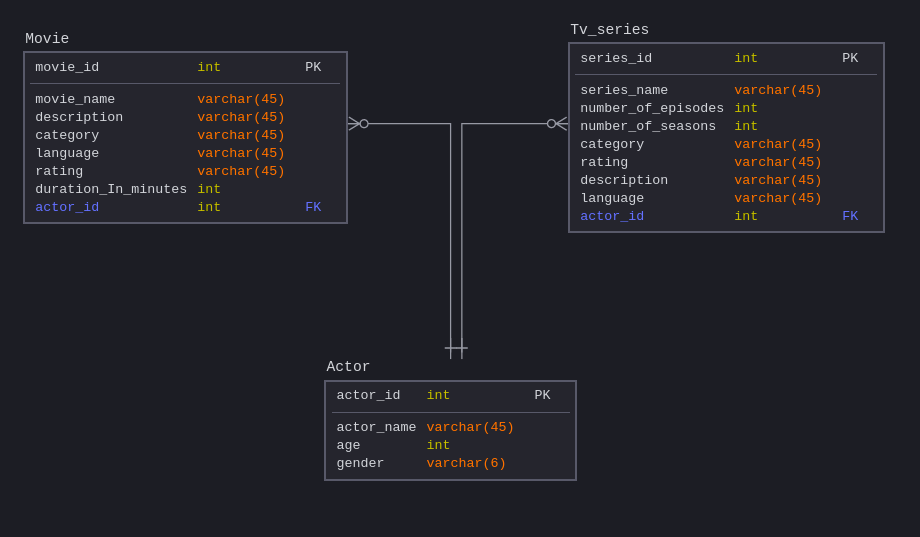 Movie
movie_id int PK
movie_name varchar(45)
description varchar(45)
category varchar(45)
language varchar(45)
rating varchar(45)
duration_In_minutes int
actor_id int FK
Tv_series
series_id int PK
series_name varchar(45)
number_of_episodes int
number_of_seasons int
category varchar(45)
rating varchar(45)
description varchar(45)
language varchar(45)
actor_id int FK
Actor
actor_id int PK
actor_name varchar(45)
age int
gender varchar(6)